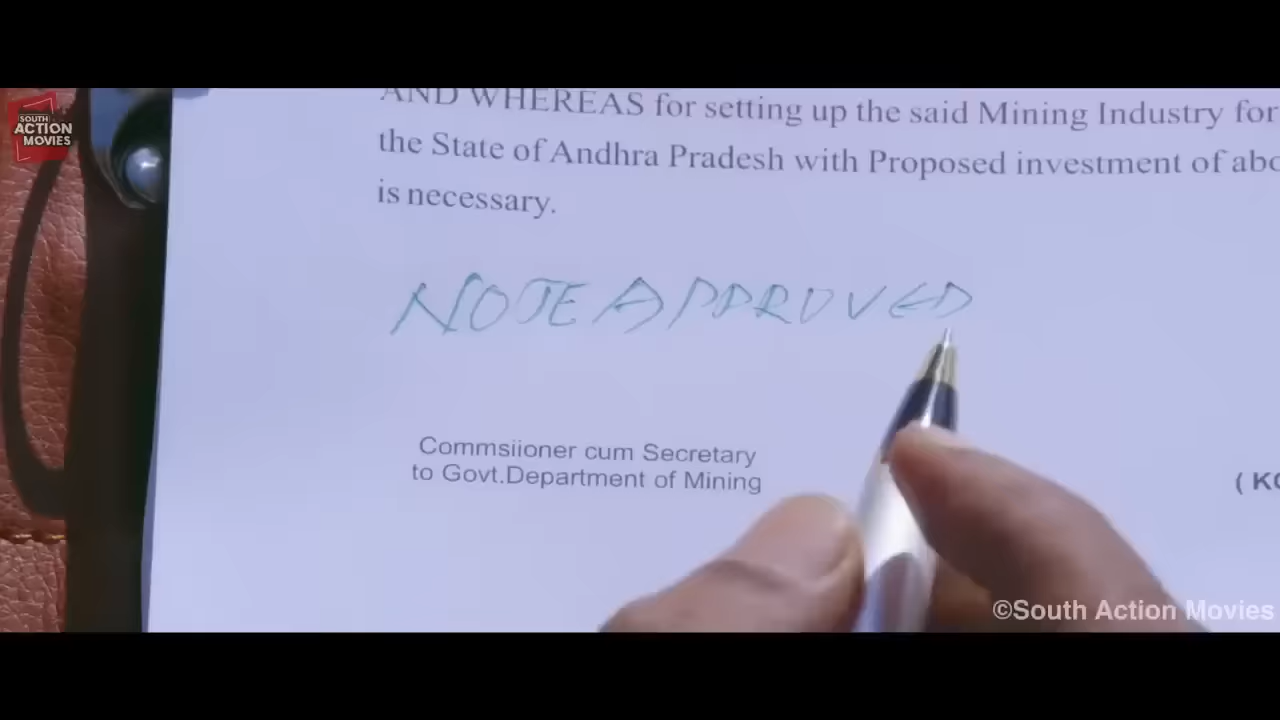 SOUTH
ACTION
MOVIES
AND WHEREAS for setting up the said Mining Industry for
the State of Andhra Pradesh with Proposed investment of
is necessary.
NOTE APPROVED
Commsiioner cum Secretary
to Govt.Department of Mining
(
©South Action Movies